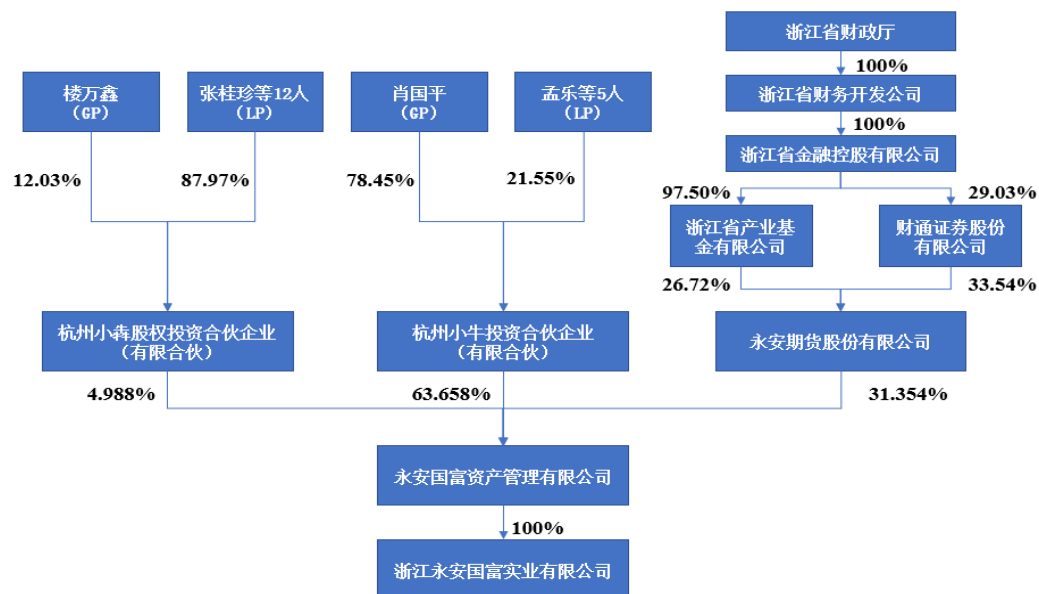 浙江省财政厅
100%
楼万鑫
（GP）
张桂珍等12人
（LP）
肖国平
（GP）
孟乐等5人
（LP）
浙江省财务开发公司
100%
浙江省金融控股有限公司
12.03%
87.97%
78.45%
21.55%
97.50%
29.03%
浙江省产业基
金有限公司
财通证券股份
有限公司
26.72%
33.54%
杭州小犇股权投资合伙企业
（有限合伙）
杭州小牛投资合伙企业
（有限合伙）
永安期货股份有限公司
4.988%
63.658%
31.354%
永安国富资产管理有限公司
100%
浙江永安国富实业有限公司